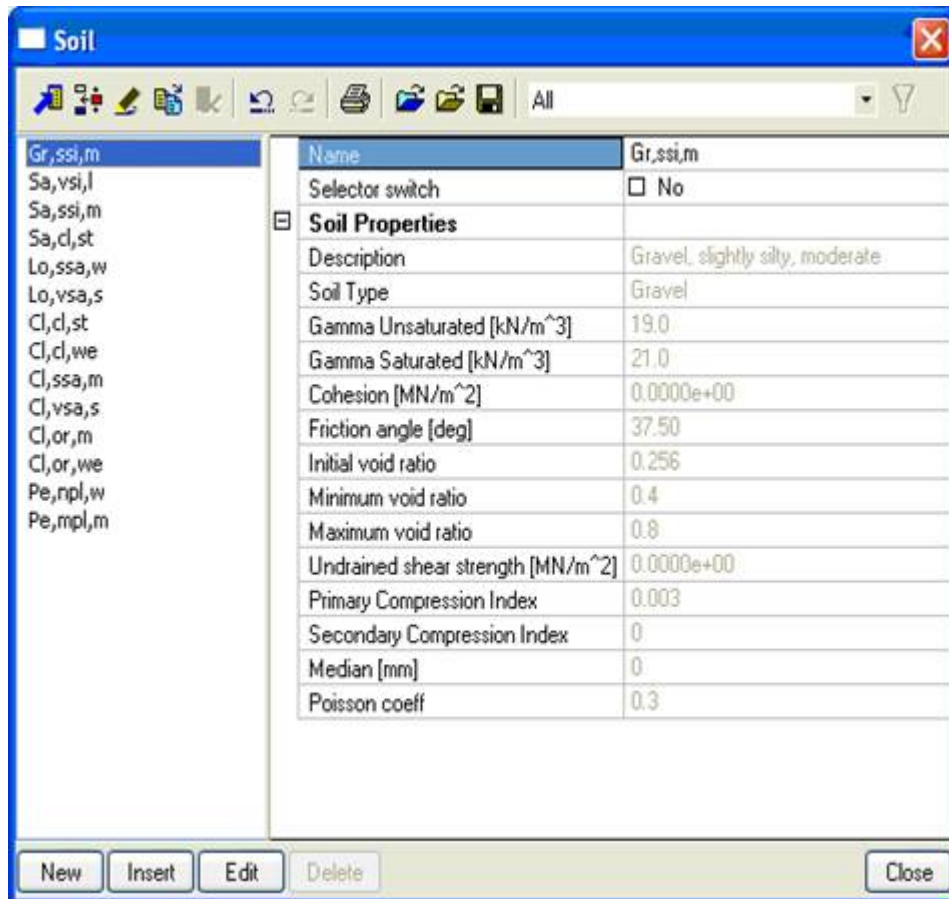 Soil
All
Gr,ssi,m
Sa,vsi,l
Sa,ssi,m
Sa,cl,st
Lo,ssa,w
Lo,vsa,s
Cl,cl,st
Cl,cl,we
Cl,ssa,m
Cl,vsa,s
Cl,or,m
Cl,or,we
Pe,npl,w
Pe,mpl,m
Name Gr,ssi,m
Selector switch No
Soil Properties
Description Gravel, slightly silty, moderate
Soil Type Gravel
Gamma Unsaturated [kN/m^3] 19.0
Gamma Saturated [kN/m^3] 21.0
Cohesion [MN/m^2] 0.0000e+00
Friction angle [deg] 37.50
Initial void ratio 0.256
Minimum void ratio 0.4
Maximum void ratio 0.8
Undrained shear strength [MN/m^2] 0.0000e+00
Primary Compression Index 0.003
Secondary Compression Index 0
Median [mm] 0
Poisson coeff 0.3
New Insert Edit Delete Close